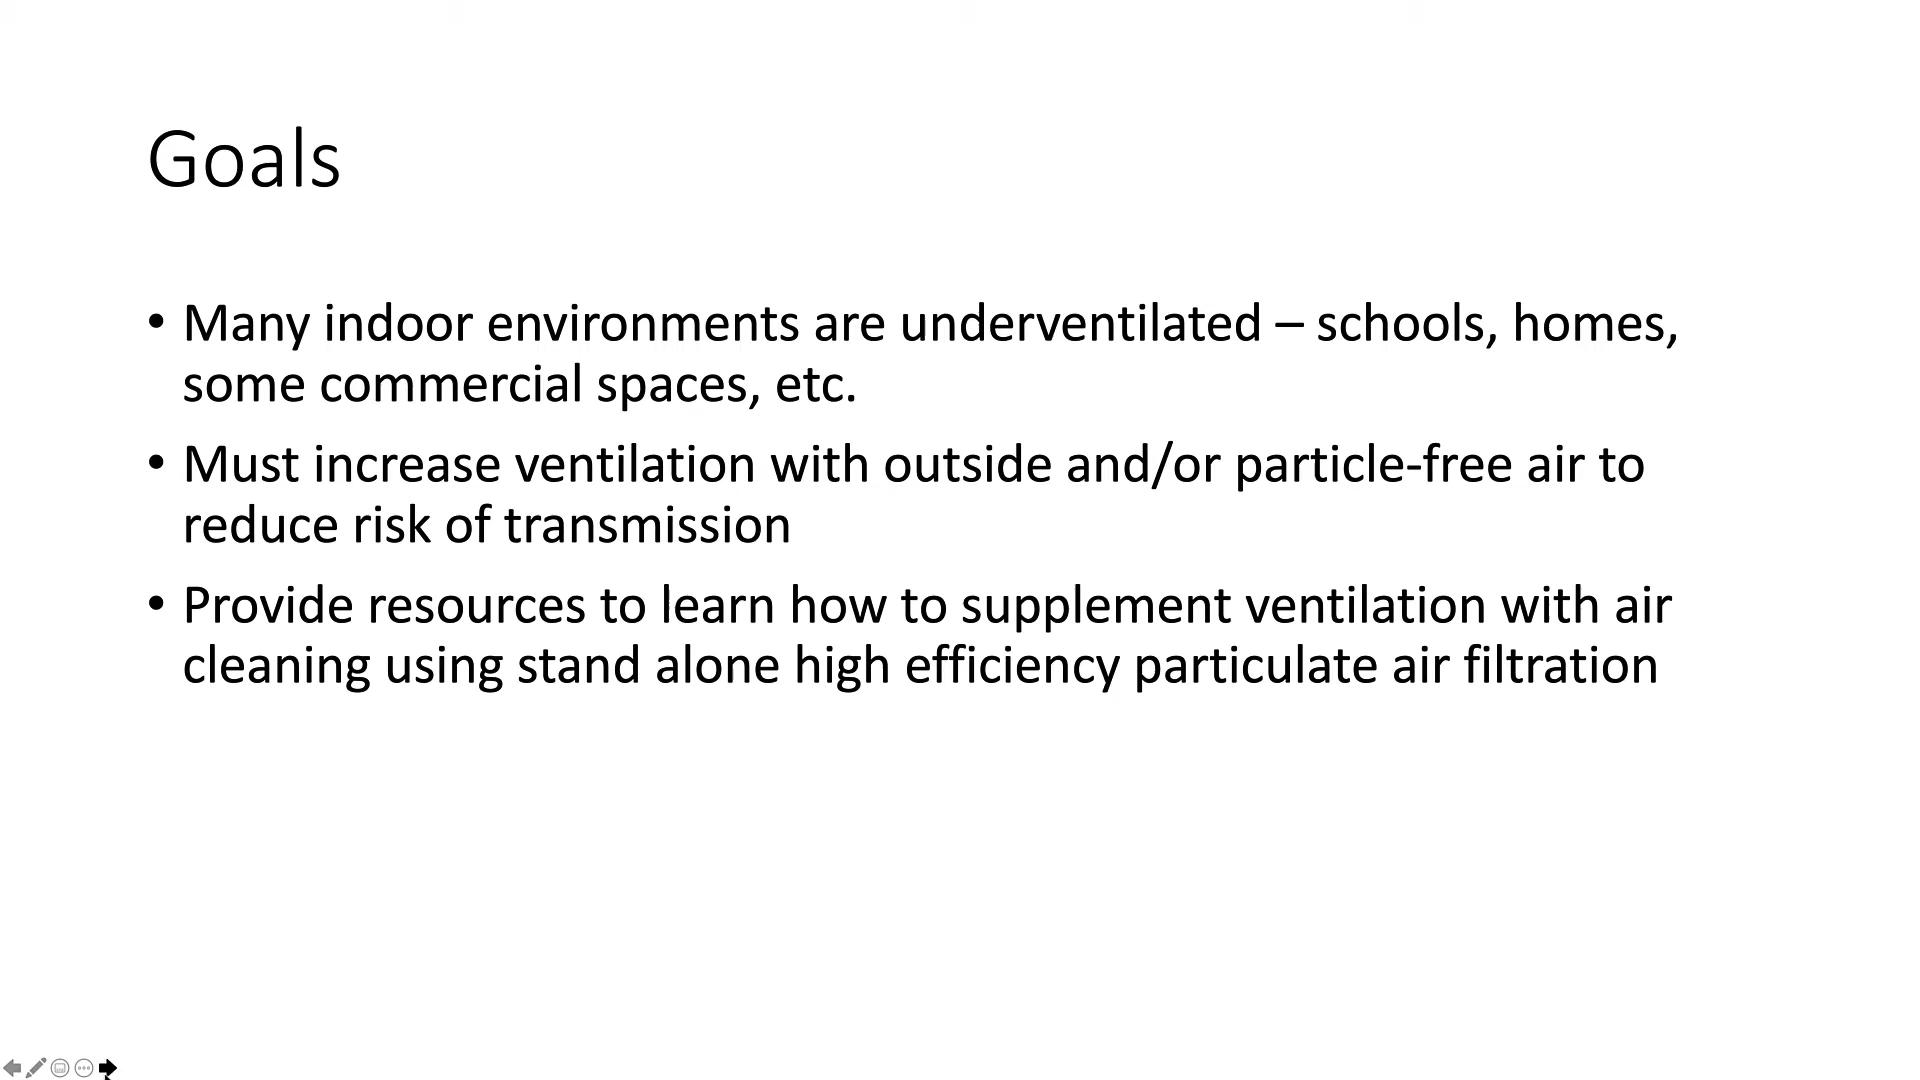 Goals
• Many indoor environments are underventilated – schools, homes,
some commercial spaces, etc.
• Must increase ventilation with outside and/or particle-free air to
reduce risk of transmission
• Provide resources to learn how to supplement ventilation with air
cleaning using stand alone high efficiency particulate air filtration